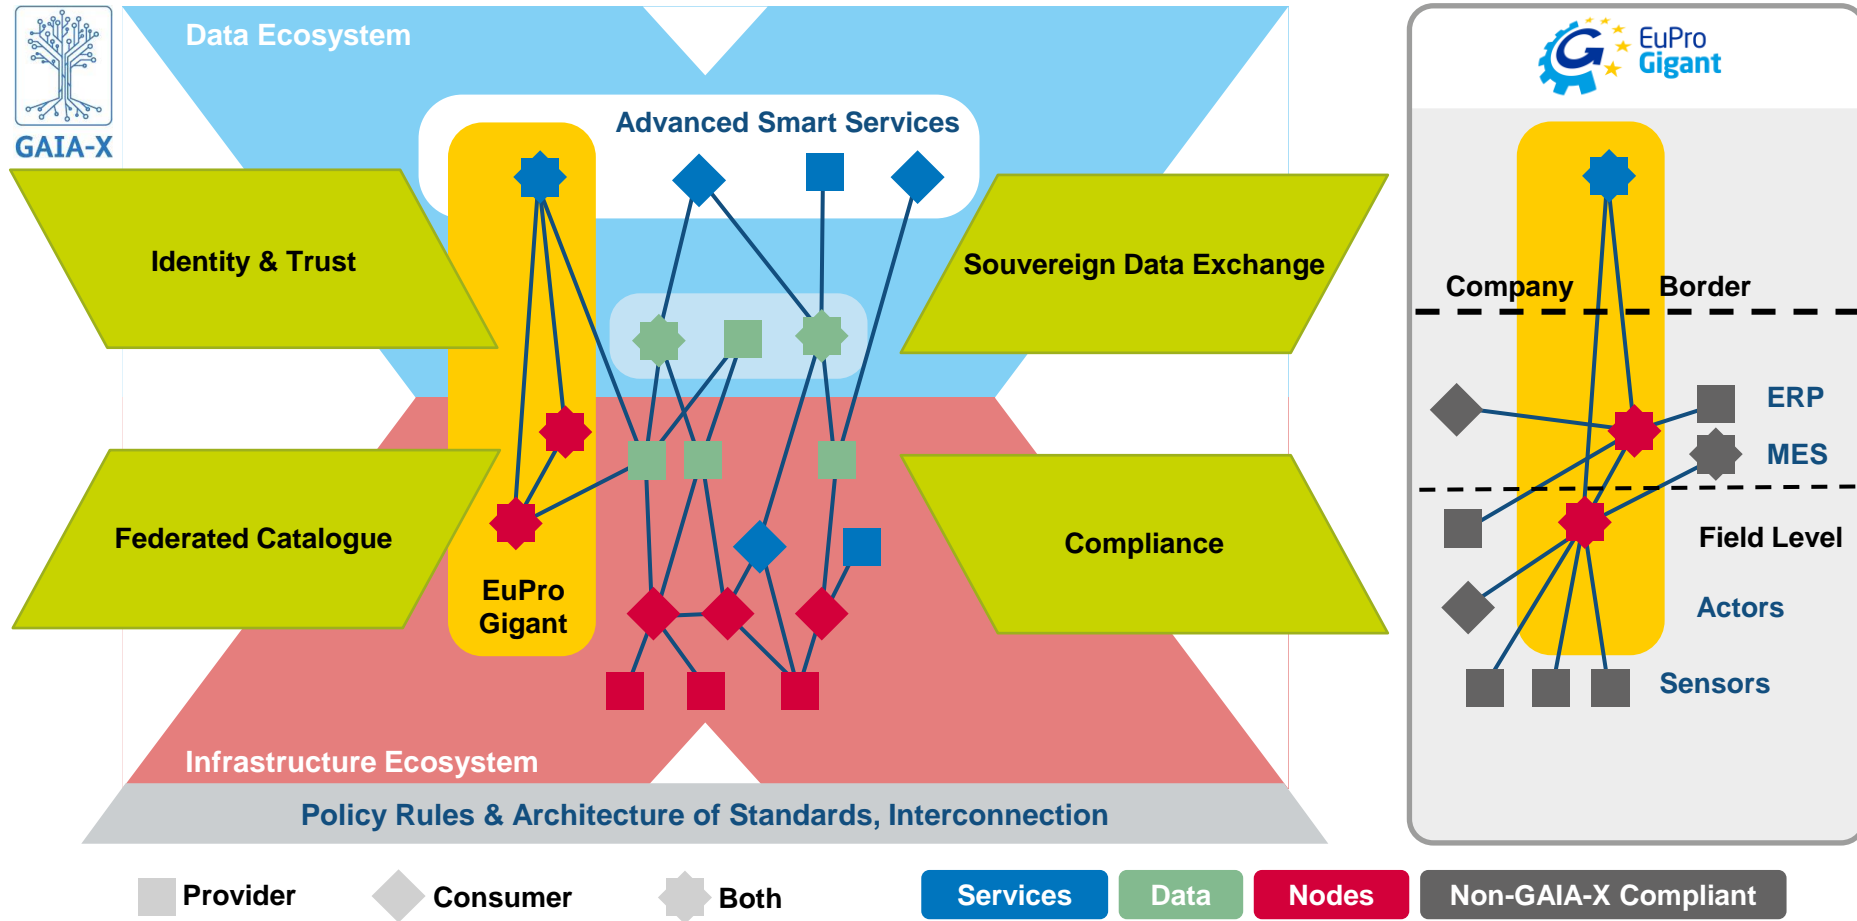 GAIA-X
Data Ecosystem
Advanced Smart Services
Identity & Trust
Souvereign Data Exchange
Federated Catalogue
Compliance
EuPro
Gigant
Infrastructure Ecosystem
Policy Rules & Architecture of Standards, Interconnection
EuPro
Gigant
Company Border
ERP
MES
Field Level
Actors
Sensors
Provider
Consumer
Both
Services
Data
Nodes
Non-GAIA-X Compliant